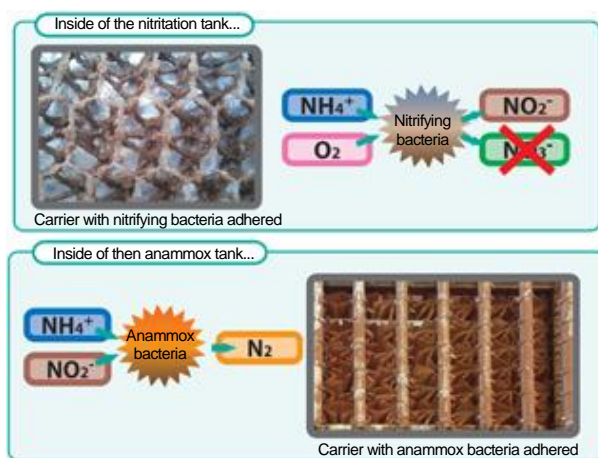 Inside of the nitritation tank...
NH₄⁺
O₂
Nitrifying
bacteria
NO₂⁻
NO₃⁻
Carrier with nitrifying bacteria adhered
Inside of then anammox tank...
NH₄⁺
NO₂⁻
Anammox
bacteria
N₂
Carrier with anammox bacteria adhered